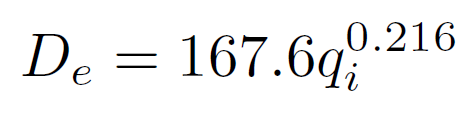 D_e = 167.6q_i^{0.216}